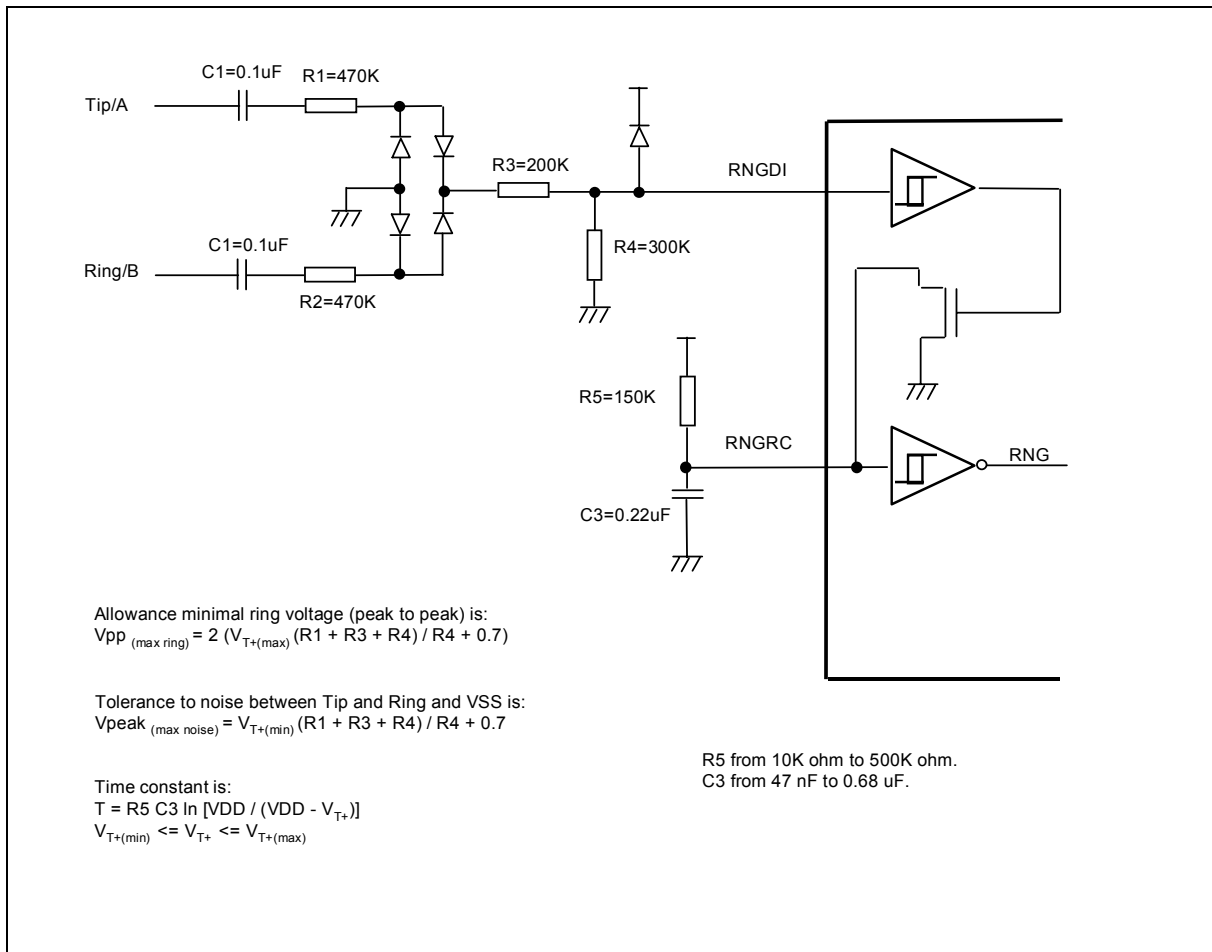 C1=0.1uF
R1=470K
Tip/A
R3=200K
RNGDI
C1=0.1uF
R4=300K
Ring/B
R2=470K
R5=150K
RNGRC
RNG
C3=0.22uF
Allowance minimal ring voltage (peak to peak) is:
Vpp (max ring) = 2 (VT+(max) (R1 + R3 + R4) / R4 + 0.7)
Tolerance to noise between Tip and Ring and VSS is:
Vpeak (max noise) = VT+(min) (R1 + R3 + R4) / R4 + 0.7
R5 from 10K ohm to 500K ohm.
C3 from 47 nF to 0.68 uF.
Time constant is:
T = R5 C3 ln [VDD / (VDD - VT+)]
VT+(min) <= VT+ <= VT+(max)